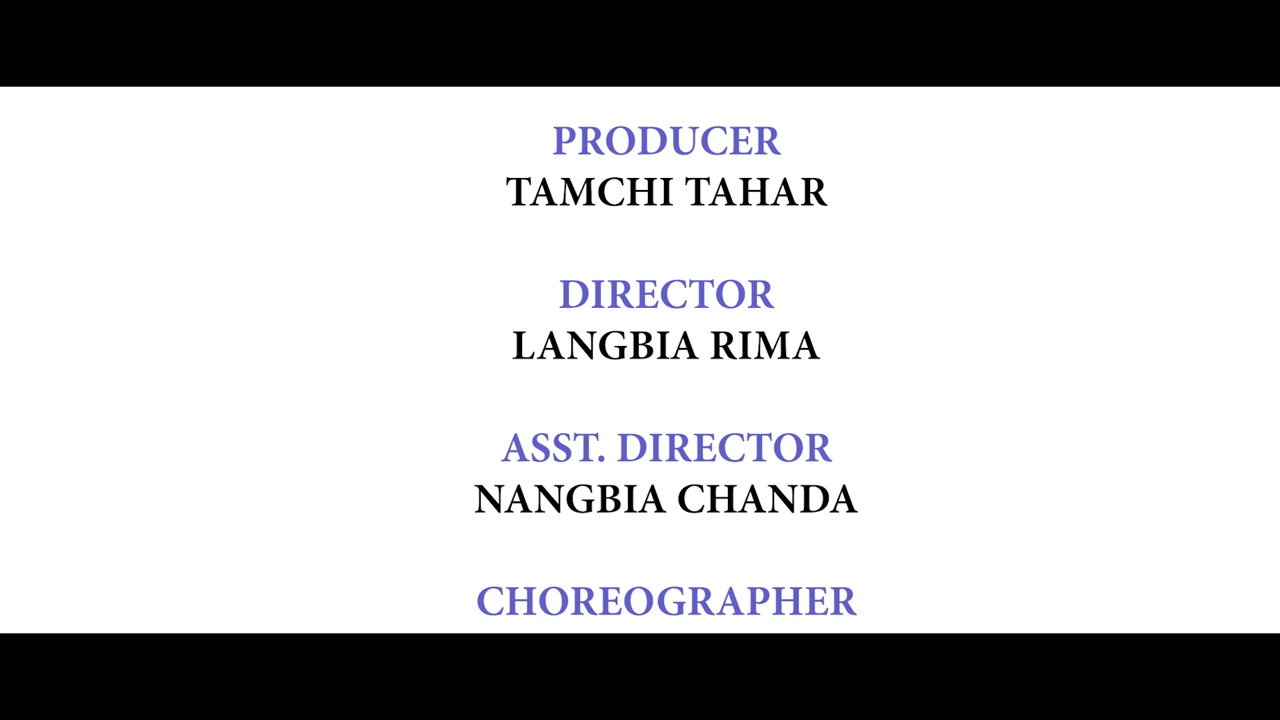 PRODUCER
TAMCHI TAHAR
DIRECTOR
LANGBIA RIMA
ASST. DIRECTOR
NANGBIA CHANDA
CHOREOGRAPHER